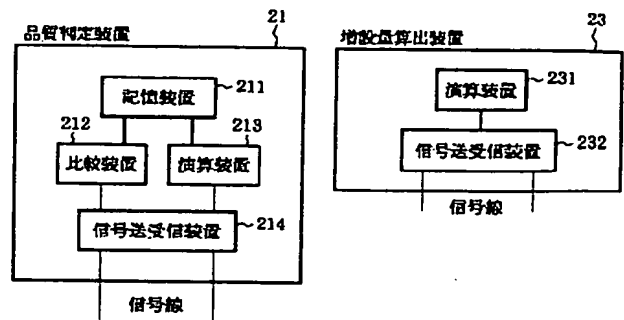 品質判定装置
21
記憶装置
211
212
213
比較装置
演算装置
信号送受信装置
214
信号線
増設量算出装置
23
演算装置
231
信号送受信装置
232
信号線